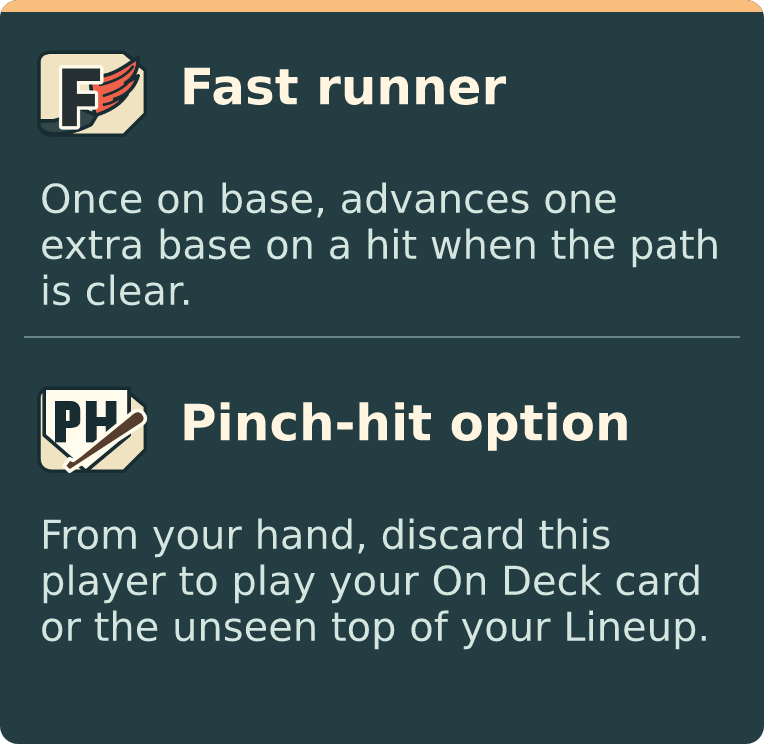 F
Fast runner
Once on base, advances one
extra base on a hit when the path
is clear.
PH
Pinch-hit option
From your hand, discard this
player to play your On Deck card
or the unseen top of your Lineup.